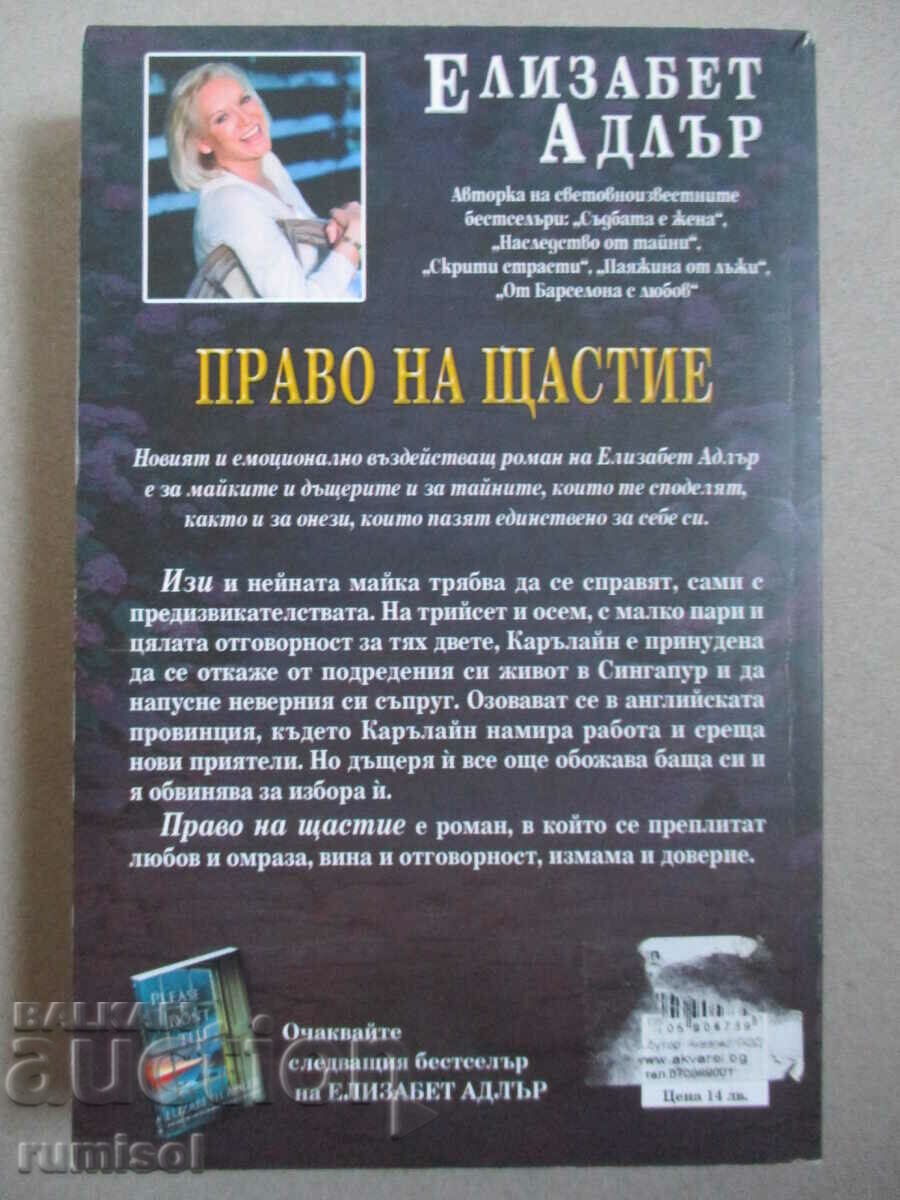 ЕЛИЗАБЕТ
АДЛЪР
Авторка на световноизвестните
бестселъри: „Съдбата е жена“,
„Наследство от тайни“,
„Скрити страсти“, „Паяжина от лъжи“,
„От Барселона с любов“
ПРАВО НА ЩАСТИЕ
Новият и емоционално въздействащ роман на Елизабет Адлър
е за майките и дъщерите и за тайните, които те споделят,
както и за онези, които пазят единствено за себе си.
Изи и нейната майка трябва да се справят, сами с
предизвикателствата. На трийсет и осем, с малко пари и
цялата отговорност за тях двете, Карълайн е принудена
да се откаже от подредения си живот в Сингапур и да
напусне неверния си съпруг. Озовават се в английската
провинция, където Карълайн намира работа и среща
нови приятели. Но дъщеря ѝ все още обожава баща си и
я обвинява за избора ѝ.
Право на щастие е роман, в който се преплитат
любов и омраза, вина и отговорност, измама и доверие.
PLEASE
DON'T
TELL
Очаквайте
следващия бестселър
на ЕЛИЗАБЕТ АДЛЪР
www.akvarel.bg
Цена 14 лв.
BALKAN
auction
rumisol